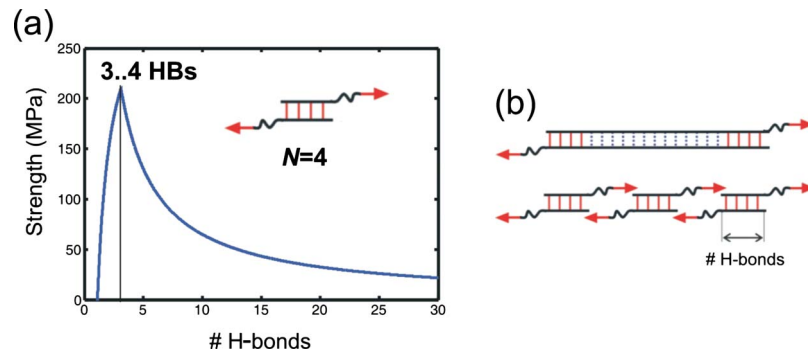 (a)
250
200
150
100
50
0
Strength (MPa)
3..4 HBs
N=4
0 5 10 15 20 25 30
# H-bonds
(b)
# H-bonds